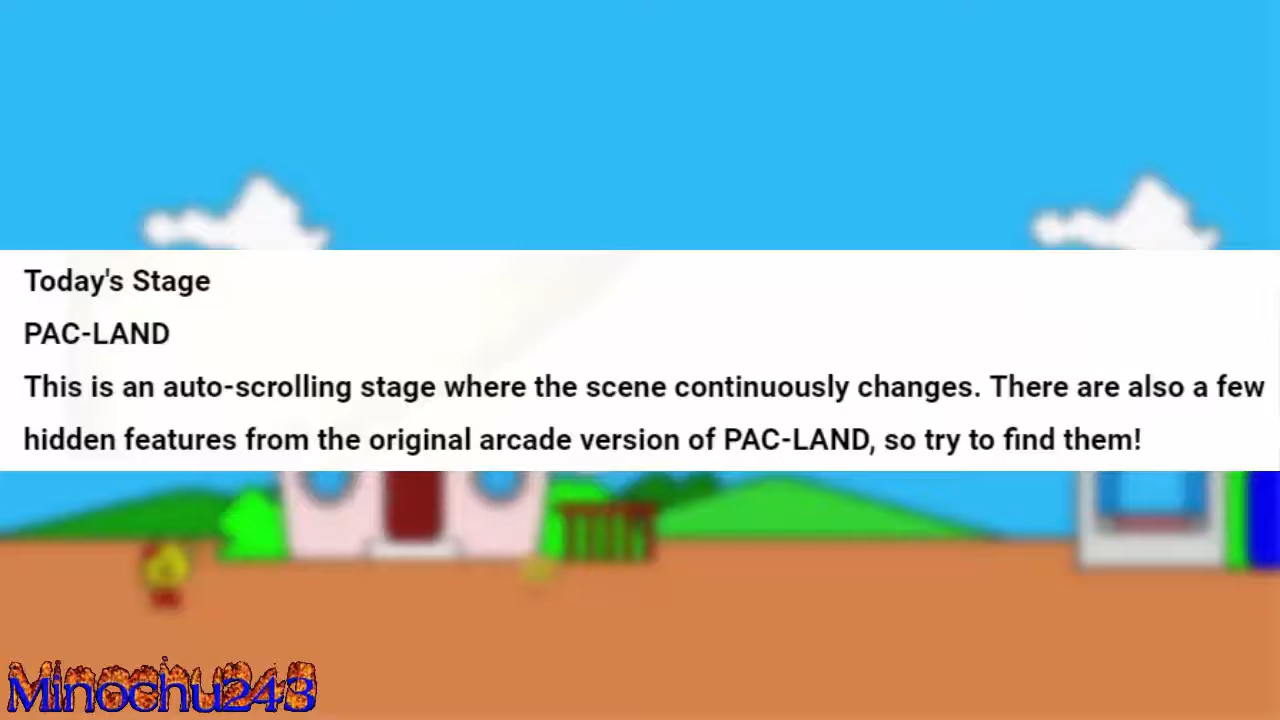 Today's Stage
PAC-LAND
This is an auto-scrolling stage where the scene continuously changes. There are also a few
hidden features from the original arcade version of PAC-LAND, so try to find them!
Minochu243